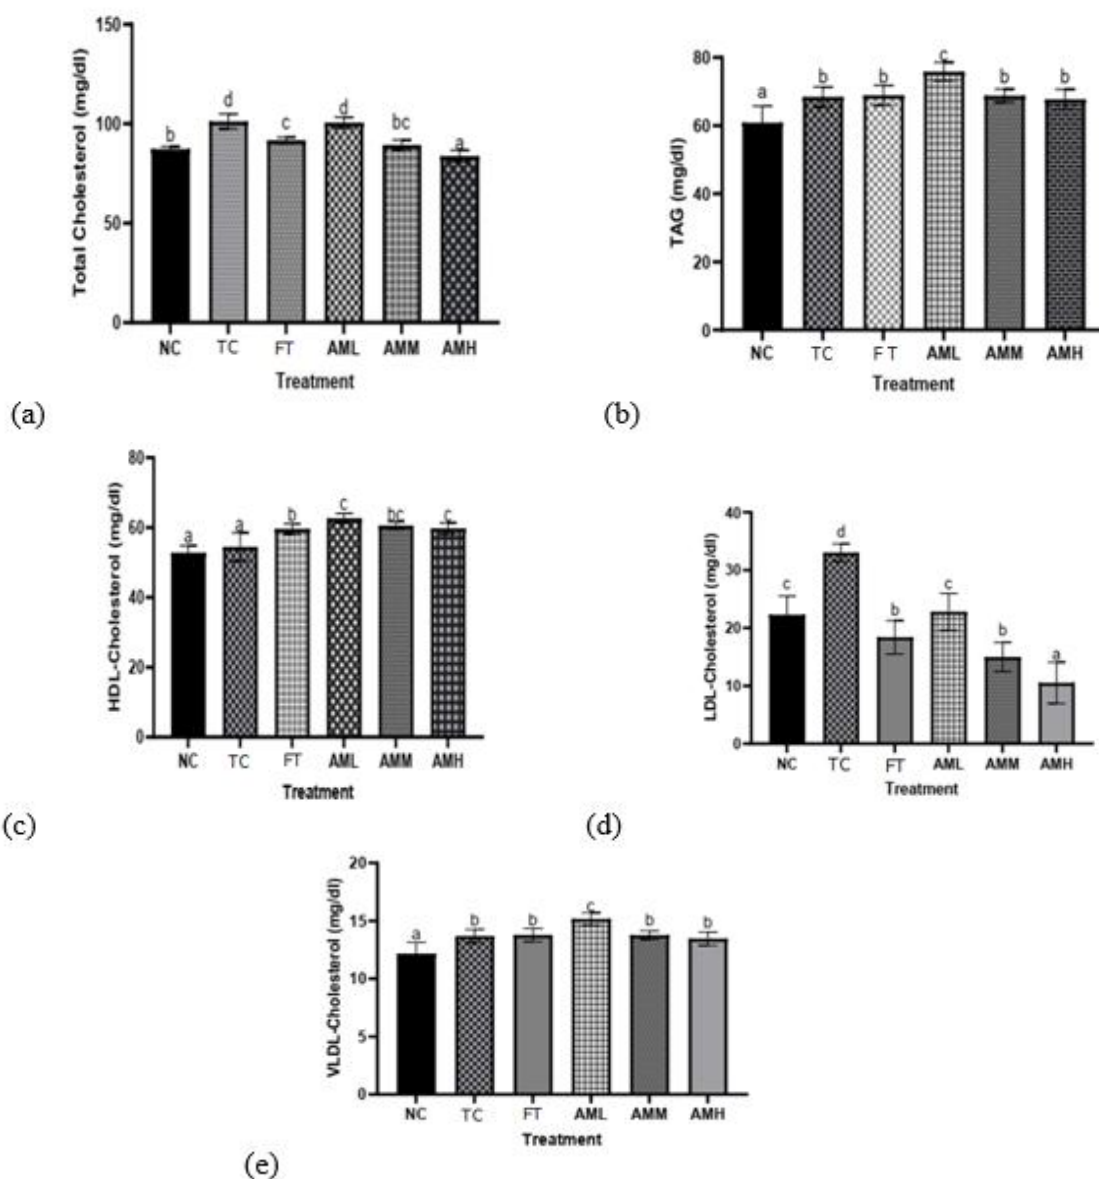 150
100
50
0
Total Cholesterol (mg/dl)
b
d
c
d
bc
a
NC TC FT AML AMM AMH
Treatment
(a)
80
60
40
20
0
TAG (mg/dl)
a
b
b
c
b
b
NC TC FT AML AMM AMH
Treatment
(b)
80
60
40
20
0
HDL-Cholesterol (mg/dl)
a
a
b
c
bc
c
NC TC FT AML AMM AMH
Treatment
(c)
40
30
20
10
0
LDL-Cholesterol (mg/dl)
c
d
b
c
b
a
NC TC FT AML AMM AMH
Treatment
(d)
20
15
10
5
0
VLDL-Cholesterol (mg/dl)
a
b
b
c
b
b
NC TC FT AML AMM AMH
Treatment
(e)